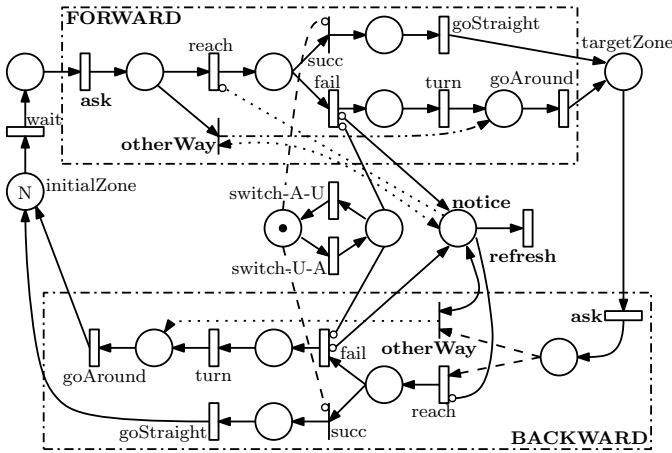 FORWARD
goStraight
reach
succ
targetZone
fail
turn
goAround
ask
wait
otherWay
N
initialZone
switch-A-U
notice
switch-U-A
refresh
ask
fail
otherWay
goAround
turn
reach
goStraight
succ
BACKWARD